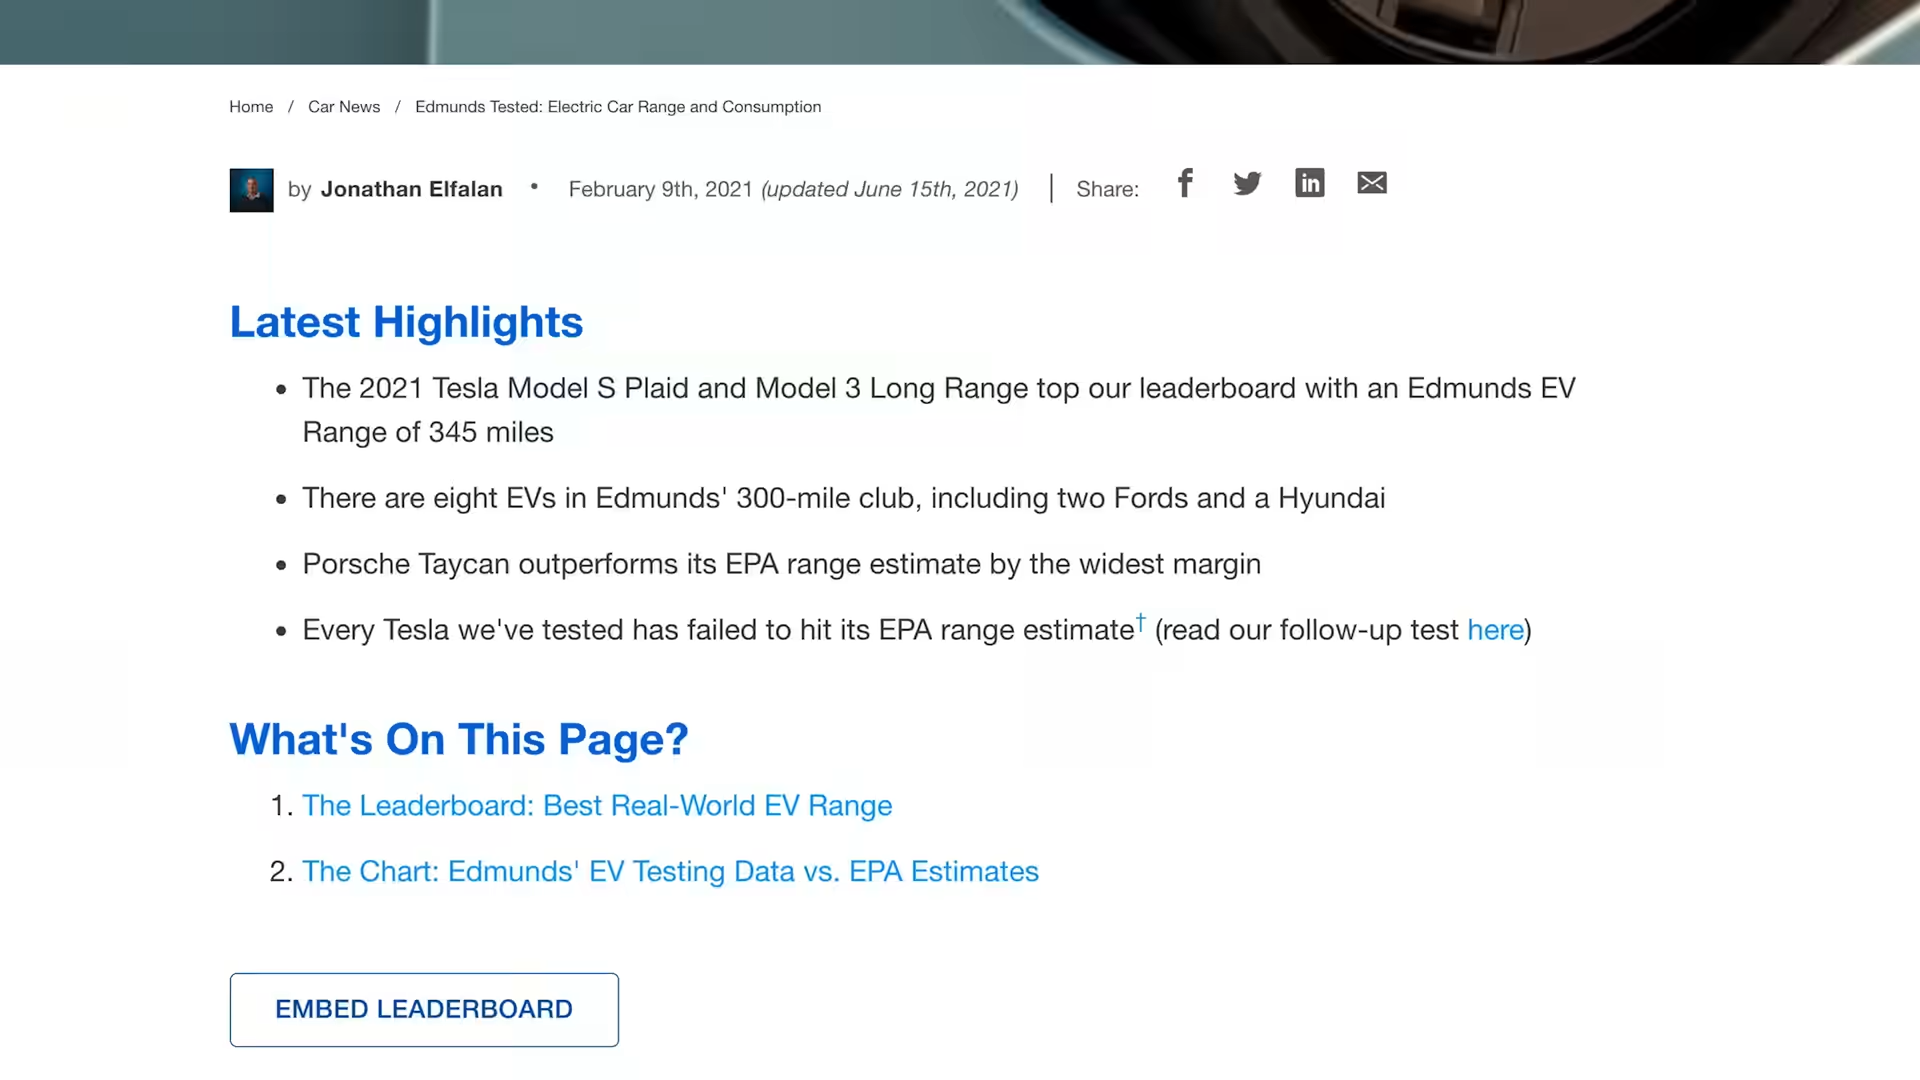 Home / Car News / Edmunds Tested: Electric Car Range and Consumption
by Jonathan Elfalan • February 9th, 2021 (updated June 15th, 2021) | Share:
Latest Highlights
• The 2021 Tesla Model S Plaid and Model 3 Long Range top our leaderboard with an Edmunds EV
Range of 345 miles
• There are eight EVs in Edmunds' 300-mile club, including two Fords and a Hyundai
• Porsche Taycan outperforms its EPA range estimate by the widest margin
• Every Tesla we've tested has failed to hit its EPA range estimate† (read our follow-up test here)
What's On This Page?
1. The Leaderboard: Best Real-World EV Range
2. The Chart: Edmunds' EV Testing Data vs. EPA Estimates
EMBED LEADERBOARD